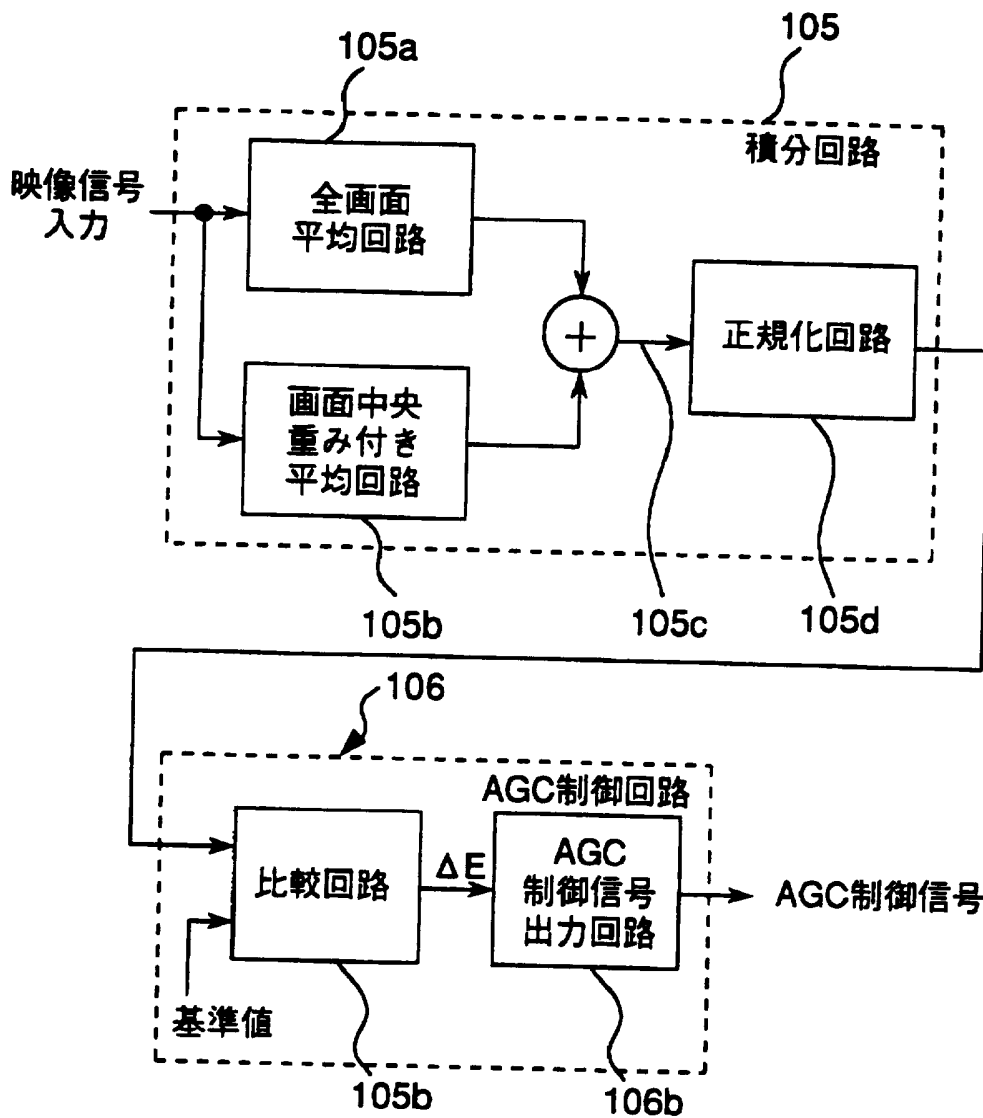 105a
105
積分回路
映像信号
入力
全画面
平均回路
+
正規化回路
画面中央
重み付き
平均回路
105b
105c
105d
106
AGC制御回路
比較回路
ΔE
AGC
制御信号
出力回路
AGC制御信号
基準値
105b
106b